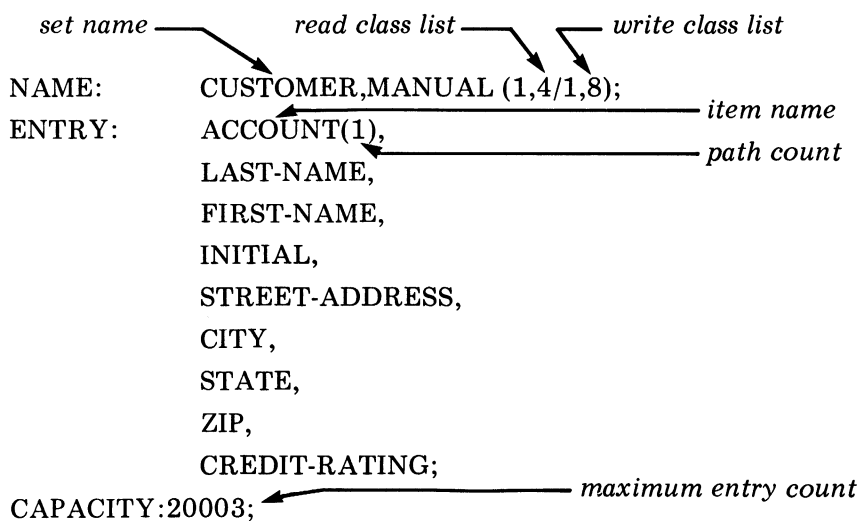 set name read class list write class list
NAME: CUSTOMER,MANUAL (1,4/1,8);
item name
ENTRY: ACCOUNT(1),
path count
LAST-NAME,
FIRST-NAME,
INITIAL,
STREET-ADDRESS,
CITY,
STATE,
ZIP,
CREDIT-RATING;
maximum entry count
CAPACITY:20003;